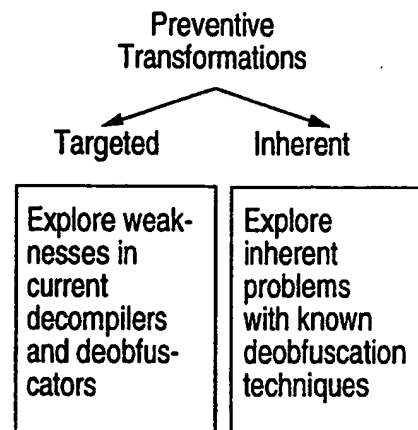 Preventive
Transformations
Targeted
Inherent
Explore weak-
nesses in
current
decompilers
and deobfus-
cators
Explore
inherent
problems
with known
deobfuscation
techniques